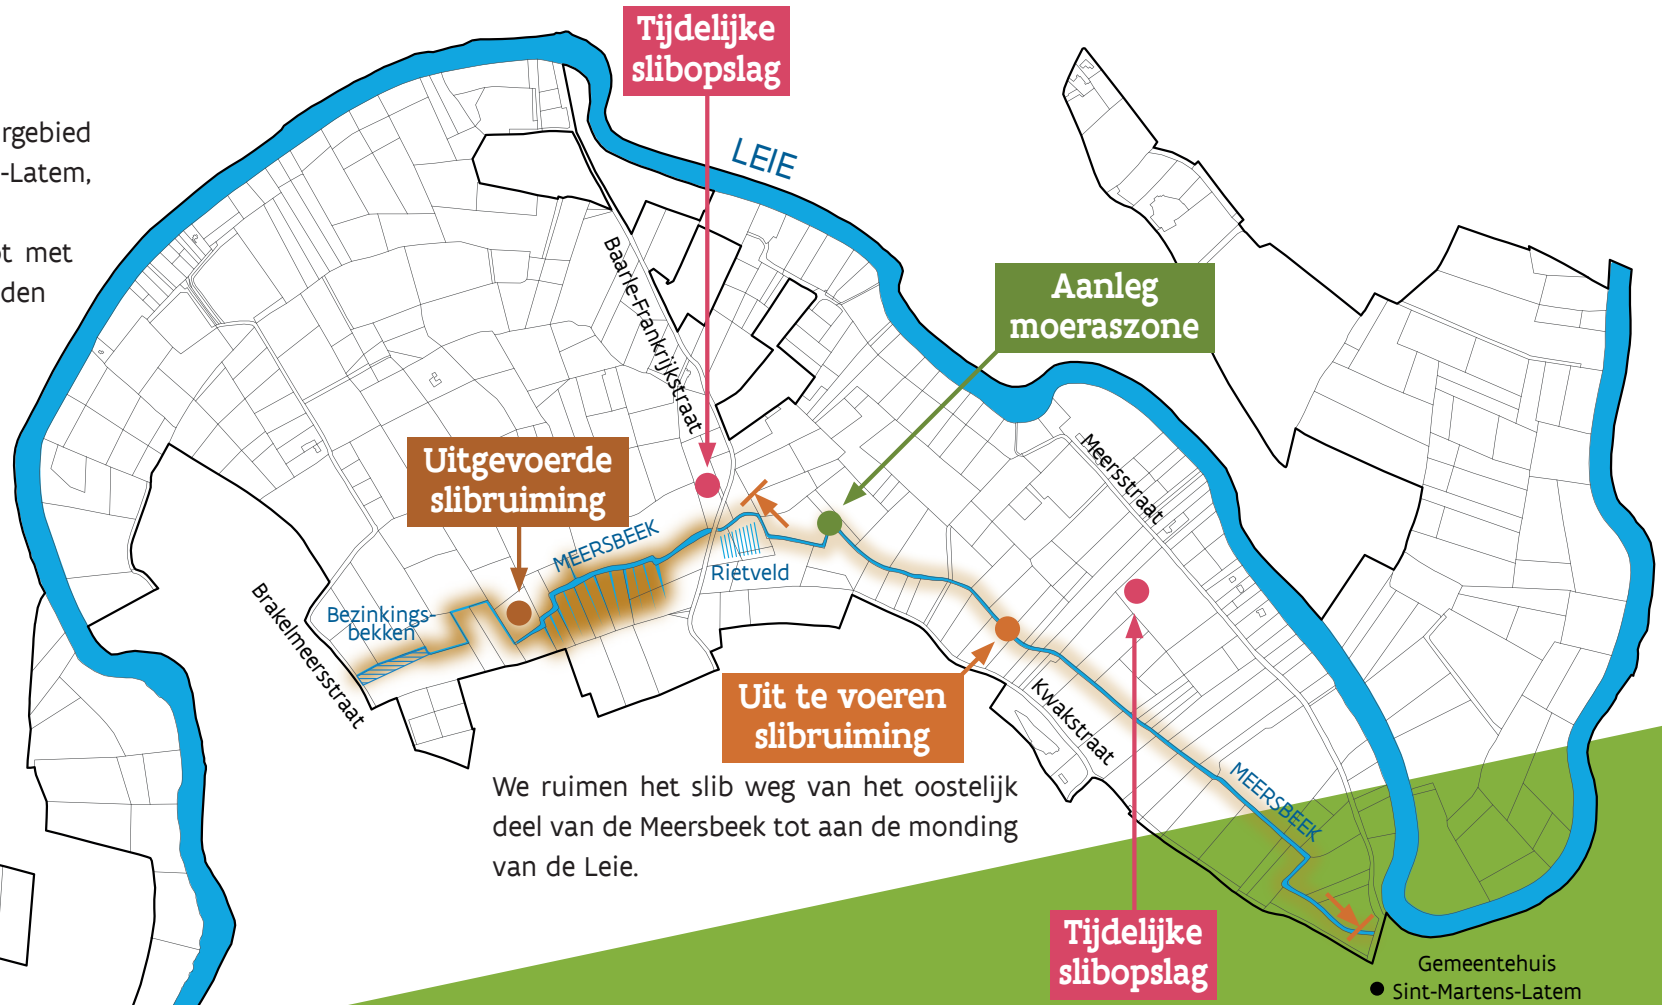 Tijdelijke
slibopslag
rgebied
-Latem,
t met
den
LEIE
Baarle-Frankrijkstraat
Aanleg
moeraszone
Uitgevoerde
slibruiming
Meersstraat
MEERSBEEK
Rietveld
Brakelmeersstraat
Bezinkings-
bekken
Uit te voeren
slibruiming
Kwakstraat
MEERSBEEK
We ruimen het slib weg van het oostelijk
deel van de Meersbeek tot aan de monding
van de Leie.
Tijdelijke
slibopslag
Gemeentehuis
Sint-Martens-Latem